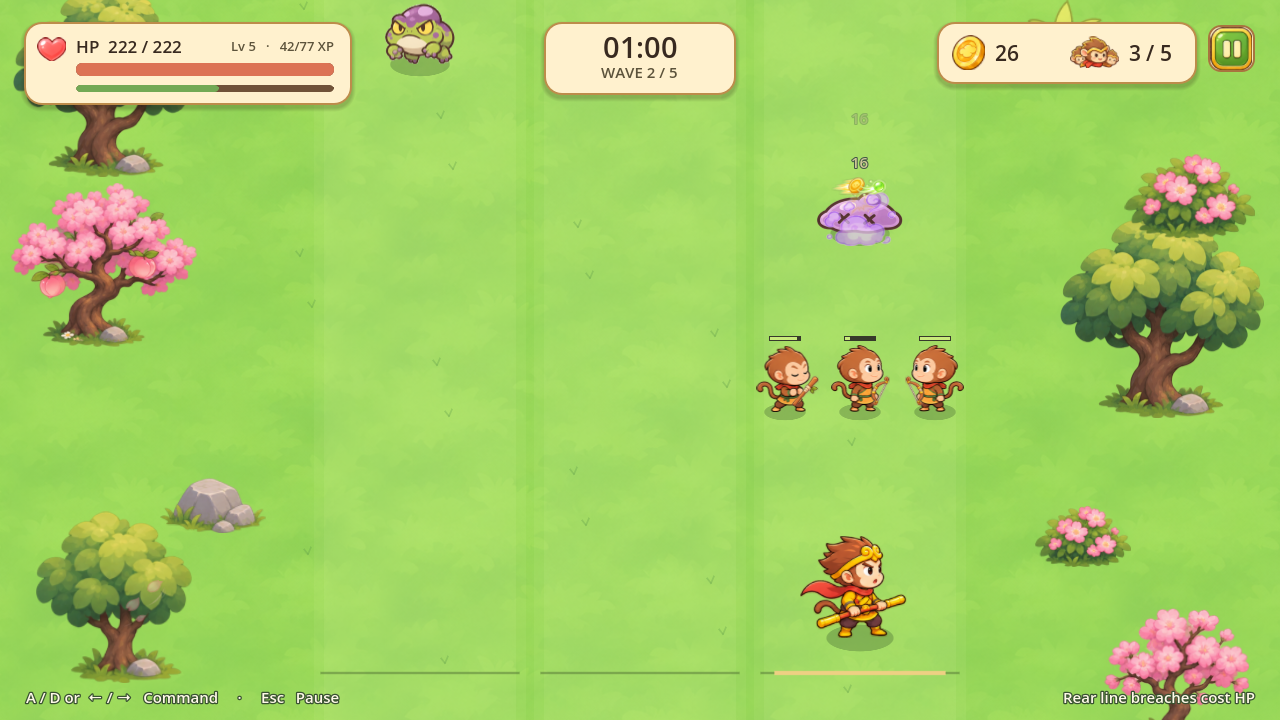 HP 222 / 222
Lv 5 · 42/77 XP
01:00
WAVE 2 / 5
26
3 / 5
16
16
A / D or ← / → Command · Esc Pause
Rear line breaches cost HP